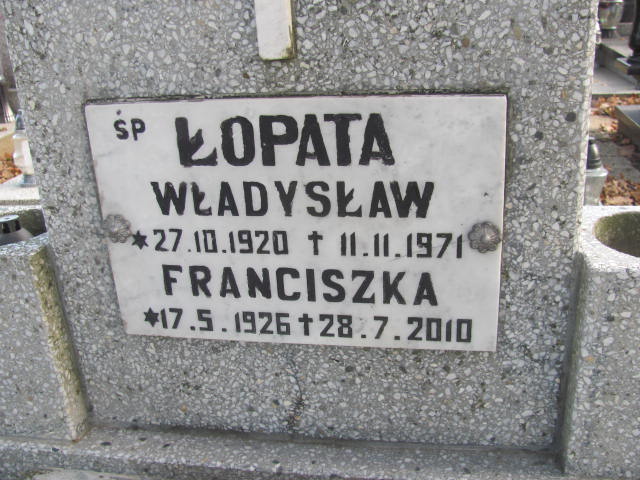 ŚP ŁOPATA
WŁADYSŁAW
* 27.10.1920 † 11.11.1971
FRANCISZKA
* 17.5.1926 † 28.7.2010